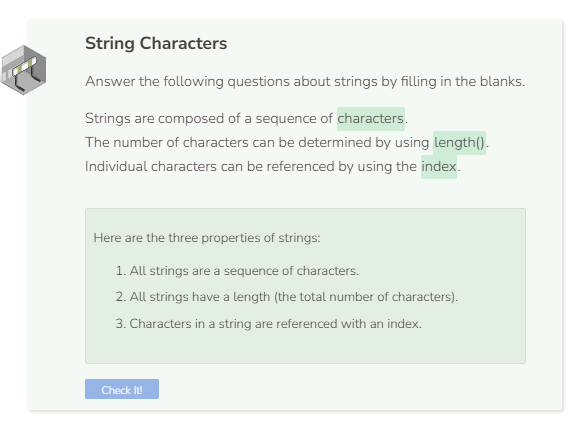 String Characters
Answer the following questions about strings by filling in the blanks.
Strings are composed of a sequence of characters.
The number of characters can be determined by using length().
Individual characters can be referenced by using the index.
Here are the three properties of strings:
1. All strings are a sequence of characters.
2. All strings have a length (the total number of characters).
3. Characters in a string are referenced with an index.
Check It!